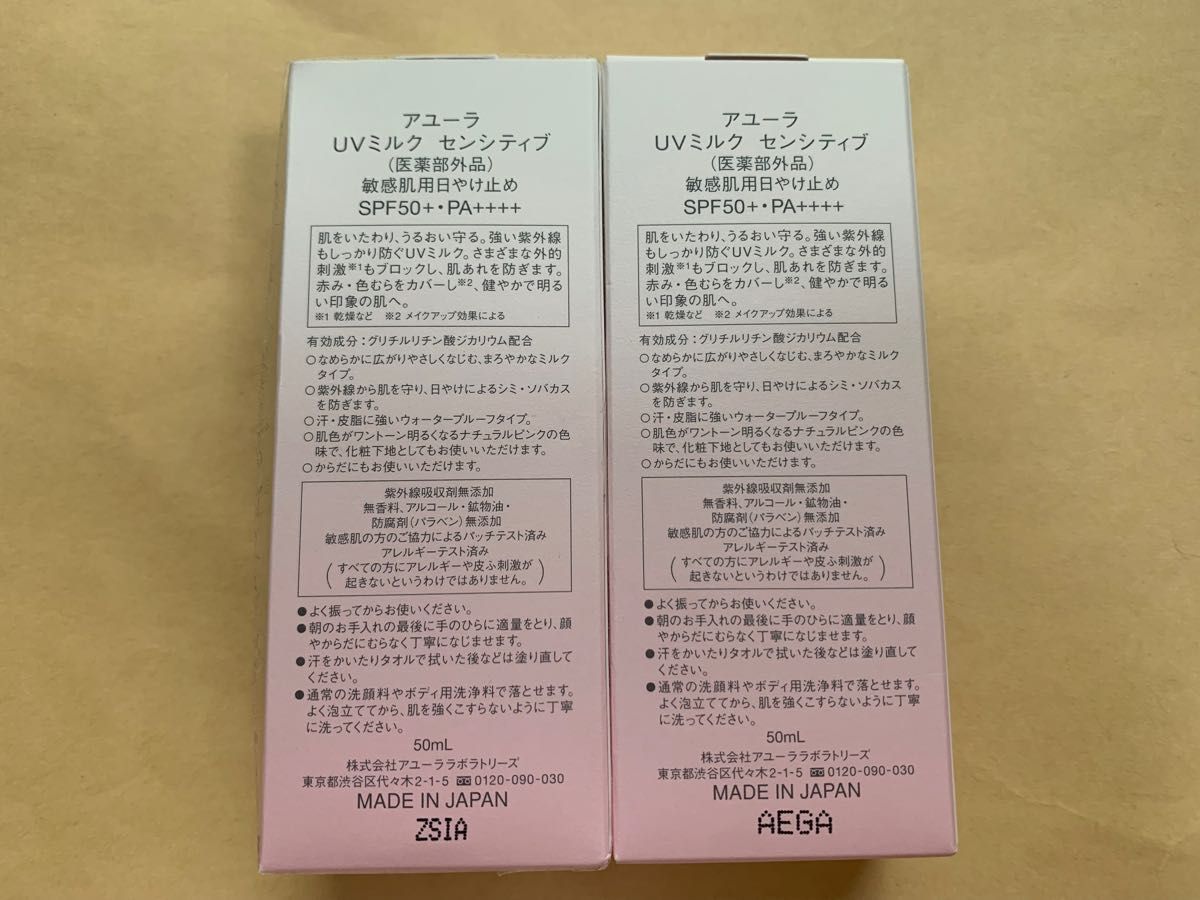 アユーラ
UVミルク センシティブ
(医薬部外品)
敏感肌用日やけ止め
SPF50+・PA++++
肌をいたわり、うるおい守る。強い紫外線
もしっかり防ぐUVミルク。さまざまな外的
刺激※1もブロックし、肌あれを防ぎます。
赤み・色むらをカバーし※2、健やかで明る
い印象の肌へ。
※1 乾燥など ※2 メイクアップ効果による
有効成分:グリチルリチン酸ジカリウム配合
○なめらかに広がりやさしくなじむ、まろやかなミルク
タイプ。
○紫外線から肌を守り、日やけによるシミ・ソバカス
を防ぎます。
○汗・皮脂に強いウォータープルーフタイプ。
○肌色がワントーン明るくなるナチュラルピンクの色
味で、化粧下地としてもお使いいただけます。
○からだにもお使いいただけます。
紫外線吸収剤無添加
無香料、アルコール・鉱物油・
防腐剤(パラベン)無添加
敏感肌の方のご協力によるパッチテスト済み
アレルギーテスト済み
(すべての方にアレルギーや皮ふ刺激が
起きないというわけではありません。)
●よく振ってからお使いください。
●朝のお手入れの最後に手のひらに適量をとり、顔
やからだにむらなく丁寧になじませます。
●汗をかいたりタオルで拭いた後などは塗り直して
ください。
●通常の洗顔料やボディ用洗浄料で落とせます。
よく泡立ててから、肌を強くこすらないように丁寧
に洗ってください。
50mL
株式会社アユーララボラトリーズ
東京都渋谷区代々木2-1-5 0120-090-030
MADE IN JAPAN
ZSIA
アユーラ
UVミルク センシティブ
(医薬部外品)
敏感肌用日やけ止め
SPF50+・PA++++
肌をいたわり、うるおい守る。強い紫外線
もしっかり防ぐUVミルク。さまざまな外的
刺激※1もブロックし、肌あれを防ぎます。
赤み・色むらをカバーし※2、健やかで明る
い印象の肌へ。
※1 乾燥など ※2 メイクアップ効果による
有効成分:グリチルリチン酸ジカリウム配合
○なめらかに広がりやさしくなじむ、まろやかなミルク
タイプ。
○紫外線から肌を守り、日やけによるシミ・ソバカス
を防ぎます。
○汗・皮脂に強いウォータープルーフタイプ。
○肌色がワントーン明るくなるナチュラルピンクの色
味で、化粧下地としてもお使いいただけます。
○からだにもお使いいただけます。
紫外線吸収剤無添加
無香料、アルコール・鉱物油・
防腐剤(パラベン)無添加
敏感肌の方のご協力によるパッチテスト済み
アレルギーテスト済み
(すべての方にアレルギーや皮ふ刺激が
起きないというわけではありません。)
●よく振ってからお使いください。
●朝のお手入れの最後に手のひらに適量をとり、顔
やからだにむらなく丁寧になじませます。
●汗をかいたりタオルで拭いた後などは塗り直して
ください。
●通常の洗顔料やボディ用洗浄料で落とせます。
よく泡立ててから、肌を強くこすらないように丁寧
に洗ってください。
50mL
株式会社アユーララボラトリーズ
東京都渋谷区代々木2-1-5 0120-090-030
MADE IN JAPAN
AEGA